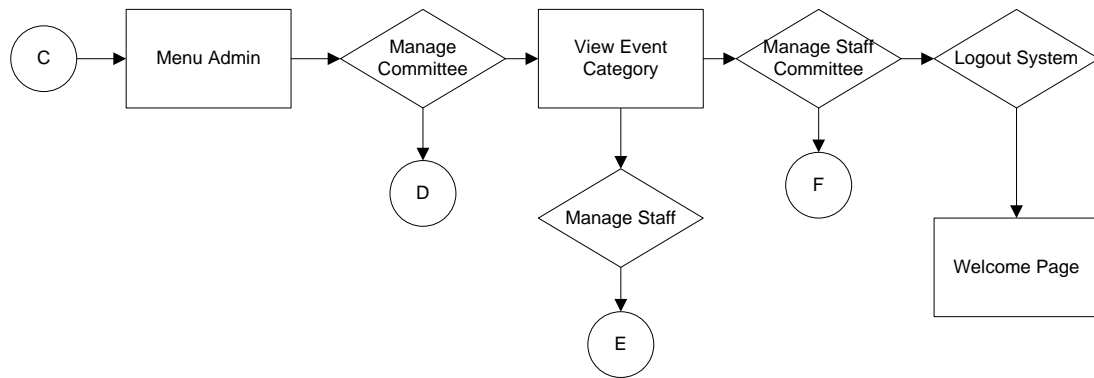 C
Menu Admin
Manage
Committee
View Event
Category
Manage Staff
Committee
Logout System
D
F
Manage Staff
Welcome Page
E